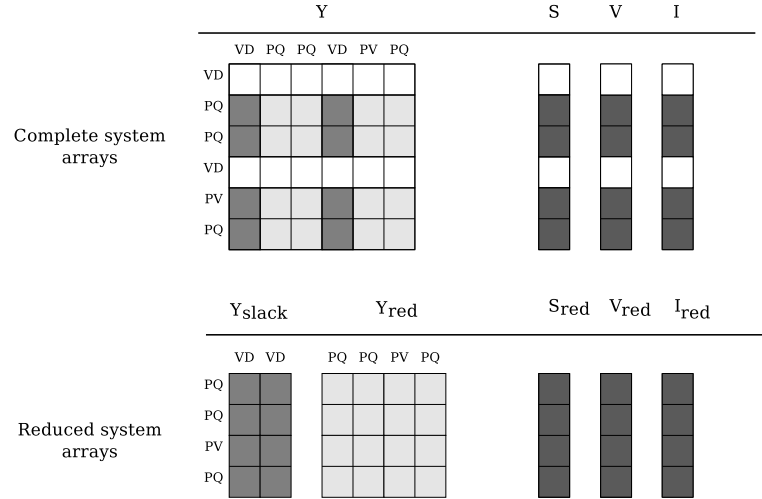 Y S V I
VD PQ PQ VD PV PQ
VD
PQ
PQ
VD
PV
PQ
Complete system
arrays
Yslack Yred Sred Vred Ired
VD VD PQ PQ PV PQ
PQ
PQ
PV
PQ
Reduced system
arrays